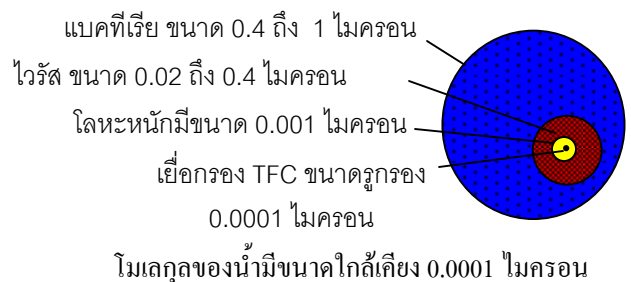 แบคทีเรีย ขนาด 0.4 ถึง 1 ไมครอน
ไวรัส ขนาด 0.02 ถึง 0.4 ไมครอน
โลหะหนักมีขนาด 0.001 ไมครอน
เยื่อกรอง TFC ขนาดรูกรอง
0.0001 ไมครอน
โมเลกุลของน้ำมีขนาดใกล้เคียง 0.0001 ไมครอน